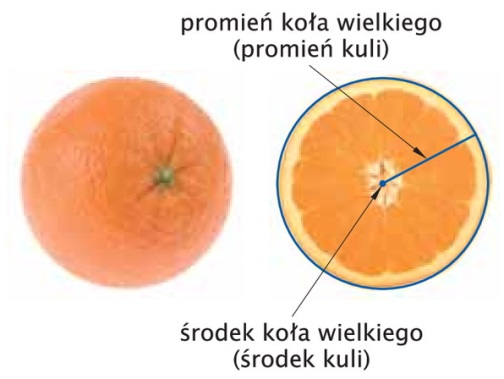 promień koła wielkiego
(promień kuli)
środek koła wielkiego
(środek kuli)